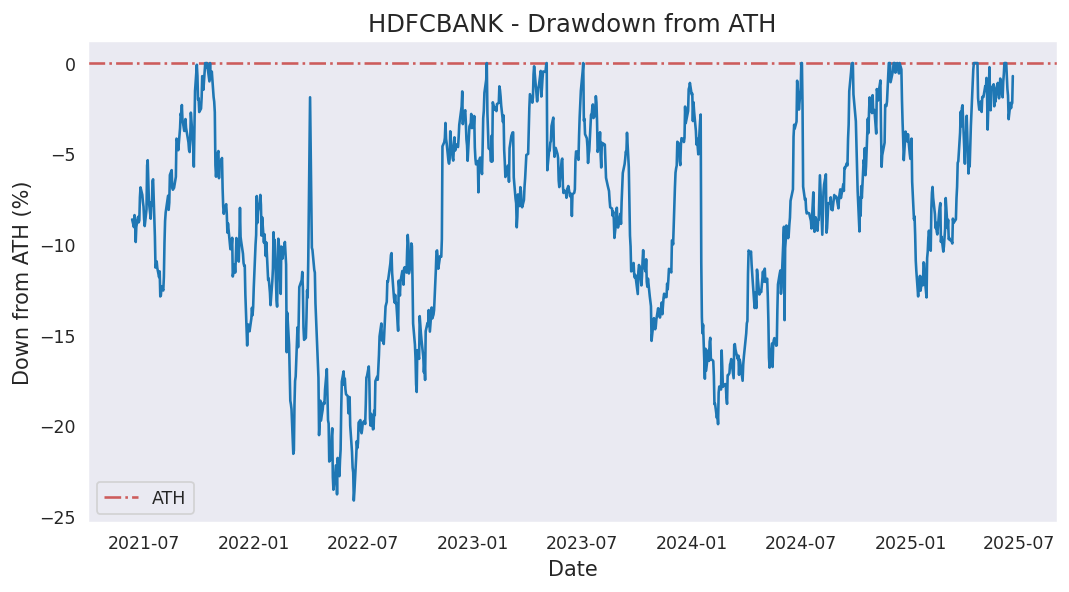 HDFCBANK - Drawdown from ATH
Down from ATH (%)
0
−5
−10
−15
−20
−25
ATH
2021-07 2022-01 2022-07 2023-01 2023-07 2024-01 2024-07 2025-01 2025-07
Date